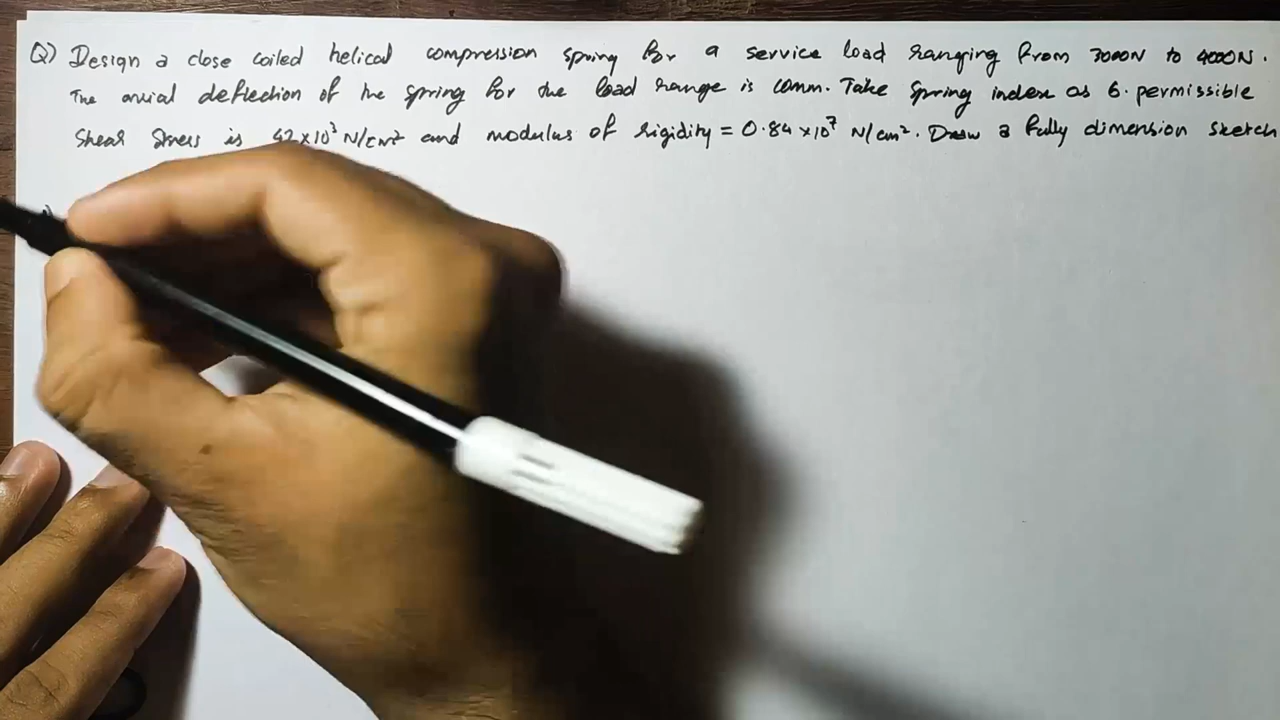 Q) Design a close coiled helical compression spring for a service load ranging from 3000N to 4000N.
The axial deflection of the spring for the load range is comm. Take spring index as 6. permissible
shear stress is 42×10³ N/cm² and modulus of rigidity = 0.84 ×10⁷ N/cm². Draw a fully dimension sketch